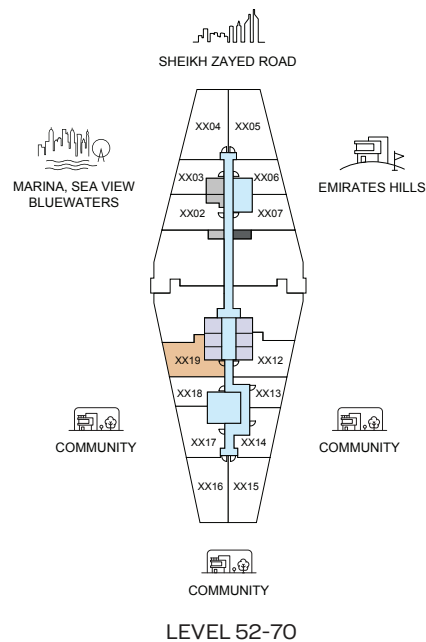 SHEIKH ZAYED ROAD
XX04 XX05
XX03 XX06
MARINA, SEA VIEW
BLUEWATERS
EMIRATES HILLS
XX02 XX07
XX19 XX12
XX18 XX13
COMMUNITY
XX17 XX14
COMMUNITY
XX16 XX15
COMMUNITY
LEVEL 52-70